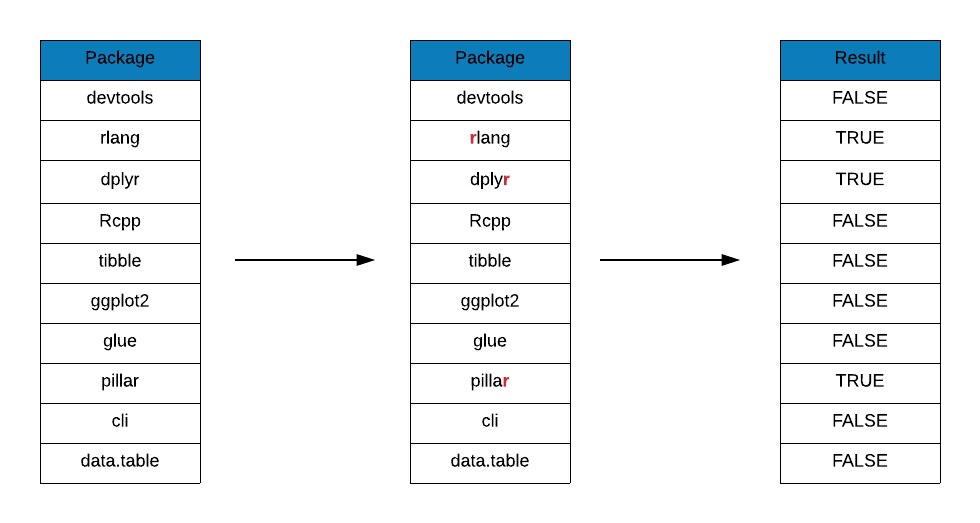 Package
devtools
rlang
dplyr
Rcpp
tibble
ggplot2
glue
pillar
cli
data.table
Package
devtools
rlang
dplyr
Rcpp
tibble
ggplot2
glue
pillar
cli
data.table
Result
FALSE
TRUE
TRUE
FALSE
FALSE
FALSE
FALSE
TRUE
FALSE
FALSE